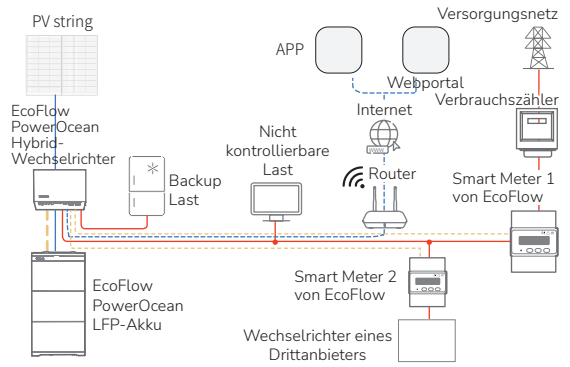 PV string
APP
Webportal
Versorgungsnetz
Verbrauchszähler
Internet
EcoFlow
PowerOcean
Hybrid-
Wechselrichter
Nicht
kontrollierbare
Last
Router
Smart Meter 1
von EcoFlow
Backup
Last
EcoFlow
PowerOcean
LFP-Akku
Smart Meter 2
von EcoFlow
Wechselrichter eines
Drittanbieters